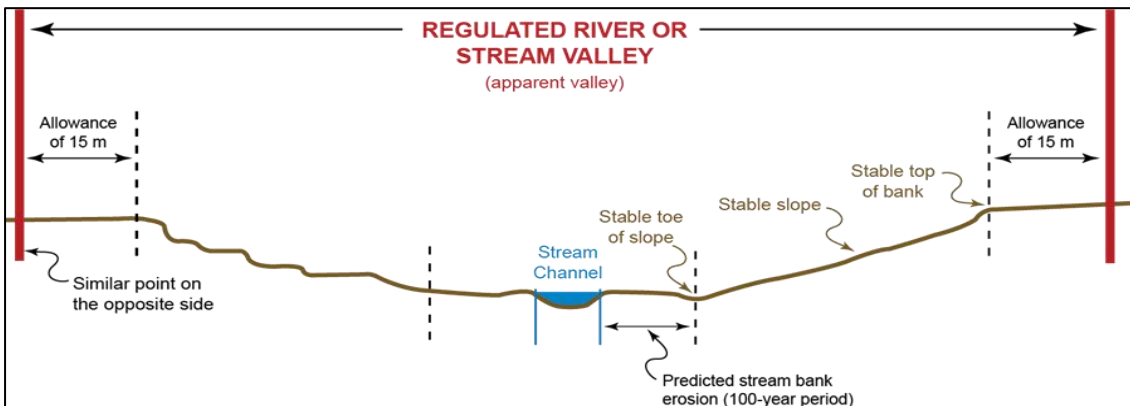 REGULATED RIVER OR
STREAM VALLEY
(apparent valley)
Allowance
of 15 m
Allowance
of 15 m
Stable top
of bank
Stable slope
Stable toe
of slope
Stream
Channel
Similar point on
the opposite side
Predicted stream bank
erosion (100-year period)